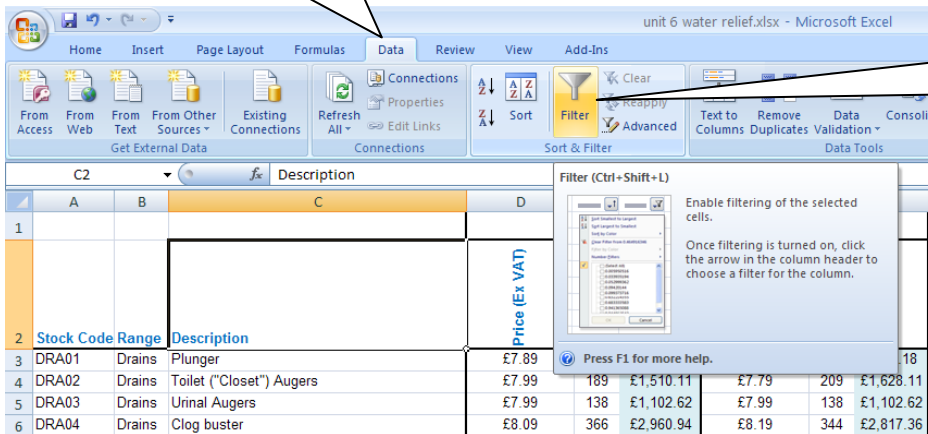 unit 6 water relief.xlsx - Microsoft Excel
Home Insert Page Layout Formulas Data Review View Add-Ins
From Access
From Web
From Text
From Other Sources
Existing Connections
Get External Data
Refresh All
Connections
Properties
Edit Links
Connections
Sort
Filter
Clear
Reapply
Advanced
Sort & Filter
Text to Columns
Remove Duplicates
Data Validation
Consoli
Data Tools
C2 fx Description
A B C D
1
2 Stock Code Range Description Price (Ex VAT)
3 DRA01 Drains Plunger £7.89 .18
4 DRA02 Drains Toilet ("Closet") Augers £7.99 189 £1,510.11 £7.79 209 £1,628.11
5 DRA03 Drains Urinal Augers £7.99 138 £1,102.62 £7.99 138 £1,102.62
6 DRA04 Drains Clog buster £8.09 366 £2,960.94 £8.19 344 £2,817.36
Filter (Ctrl+Shift+L)
Enable filtering of the selected
cells.
Once filtering is turned on, click
the arrow in the column header to
choose a filter for the column.
Press F1 for more help.